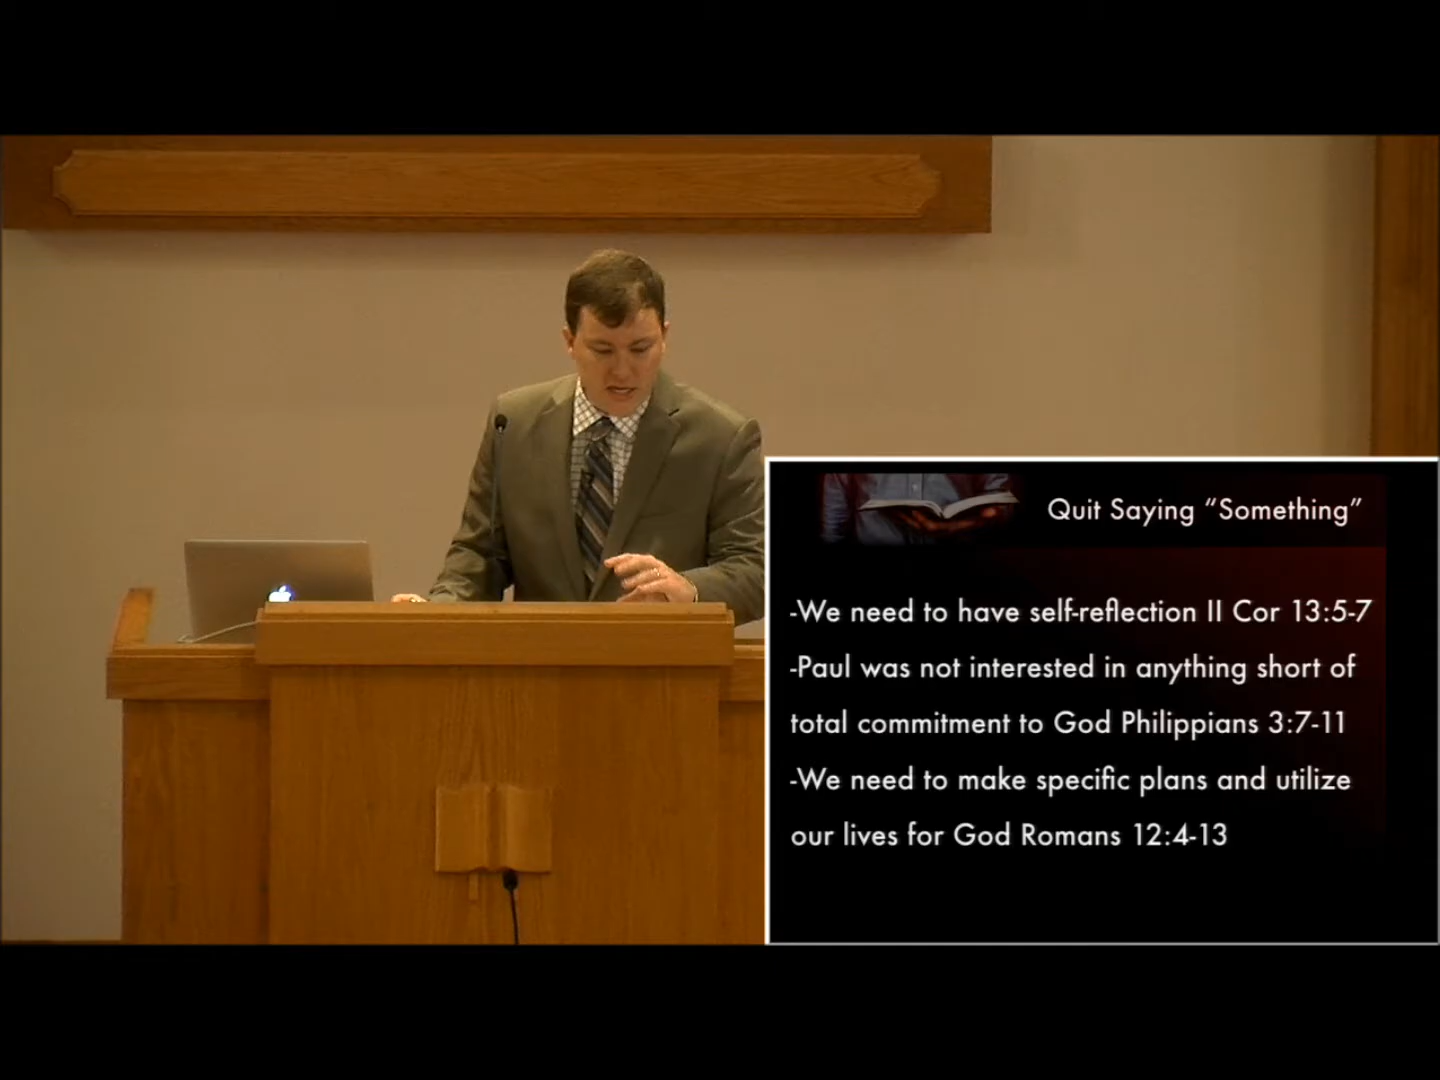 Quit Saying “Something”
-We need to have self-reflection II Cor 13:5-7
-Paul was not interested in anything short of
total commitment to God Philippians 3:7-11
-We need to make specific plans and utilize
our lives for God Romans 12:4-13